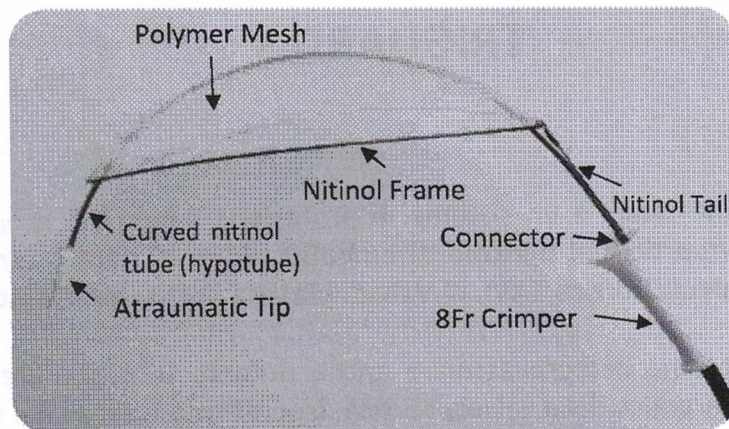 Polymer Mesh
Nitinol Frame
Nitinol Tail
Curved nitinol
tube (hypotube)
Connector
Atraumatic Tip
8Fr Crimper